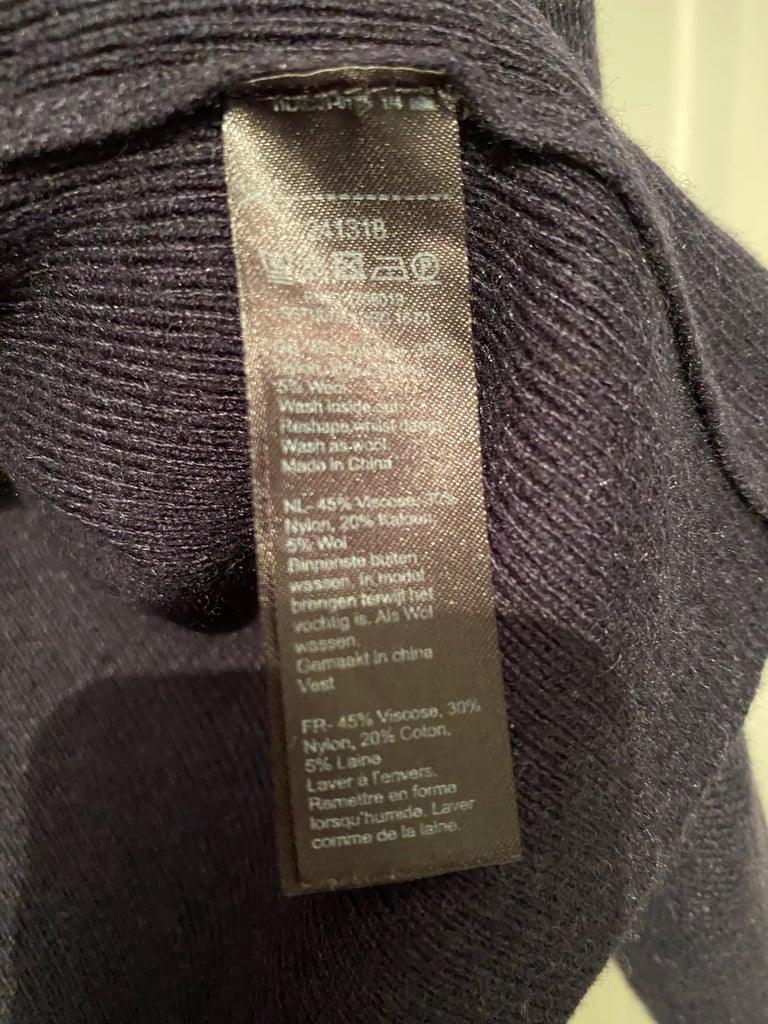 5% Wool
Wash inside out
Reshape whilst damp
Wash as wool
Made in China
NL- 45% Viscose, 30%
Nylon, 20% Katoen,
5% Wol
Binnenste buiten
wassen. In model
brengen terwijl het
vochtig is. Als Wol
wassen.
Gemaakt in china
Vest
FR- 45% Viscose, 30%
Nylon, 20% Coton,
5% Laine
Laver à l'envers.
Remettre en forme
lorsqu'humide. Laver
comme de la laine.